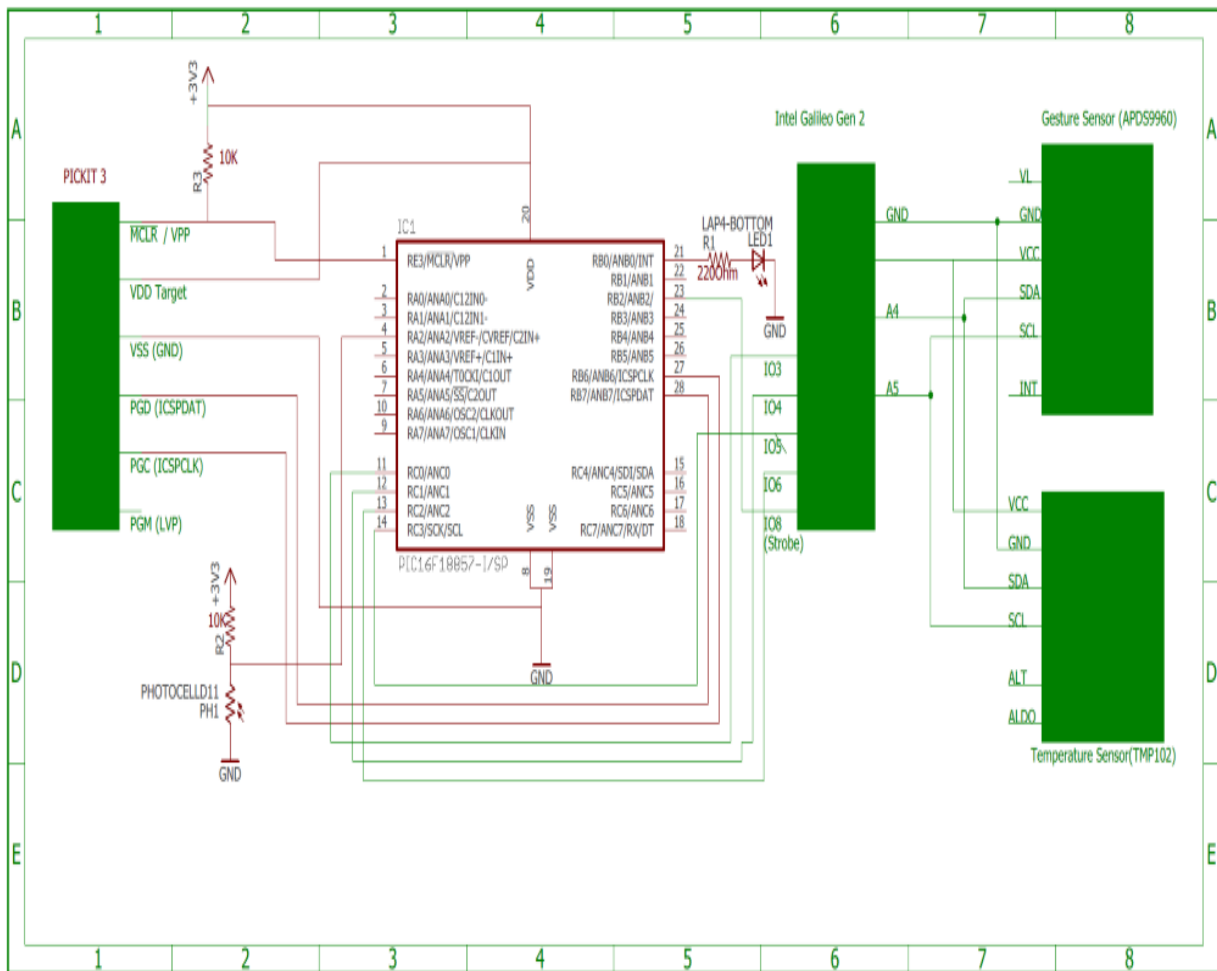 1 2 3 4 5 6 7 8
A
B
C
D
E
+3V3
10K
R3
PICKIT 3
MCLR / VPP
VDD Target
VSS (GND)
PGD (ICSPDAT)
PGC (ICSPCLK)
PGM (LVP)
+3V3
10K
R2
PHOTOCELLD11
PH1
GND
IC1
20
VDD
1 RE3/MCLR/VPP
2 RA0/ANA0/C12IN0-
3 RA1/ANA1/C12IN1-
4 RA2/ANA2/VREF-/CVREF/C2IN+
5 RA3/ANA3/VREF+/C1IN+
6 RA4/ANA4/T0CKI/C1OUT
7 RA5/ANA5/SS/C2OUT
10 RA6/ANA6/OSC2/CLKOUT
9 RA7/ANA7/OSC1/CLKIN
11 RC0/ANC0
12 RC1/ANC1
13 RC2/ANC2
14 RC3/SCK/SCL
RB0/ANB0/INT 21
RB1/ANB1 22
RB2/ANB2/ 23
RB3/ANB3 24
RB4/ANB4 25
RB5/ANB5 26
RB6/ANB6/ICSPCLK 27
RB7/ANB7/ICSPDAT 28
RC4/ANC4/SDI/SDA 15
RC5/ANC5 16
RC6/ANC6 17
RC7/ANC7/RX/DT 18
VSS
VSS
8
19
PIC16F18857-I/SP
GND
LAP4-BOTTOM
R1
LED1
220Ohm
GND
Intel Galileo Gen 2
IO3
IO4
IO5
IO6
IO8
(Strobe)
GND
A4
A5
Gesture Sensor (APDS9960)
VL
GND
VCC
SDA
SCL
INT
VCC
GND
SDA
SCL
ALT
ALDO
Temperature Sensor(TMP102)
A
B
C
D
E
1 2 3 4 5 6 7 8